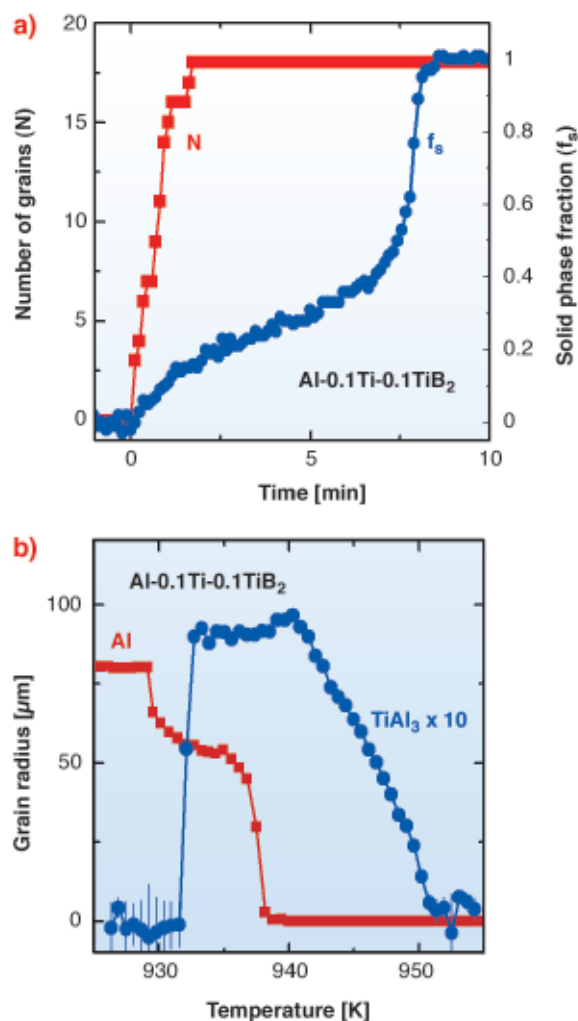 a)
20
1
15
0.8
N
fs
0.6
10
0.4
5
0.2
Al-0.1Ti-0.1TiB2
0
0
0
5
10
Number of grains (N)
Solid phase fraction (fs)
Time [min]
b)
Al-0.1Ti-0.1TiB2
100
Al
TiAl3 x 10
50
0
930
940
950
Grain radius [µm]
Temperature [K]